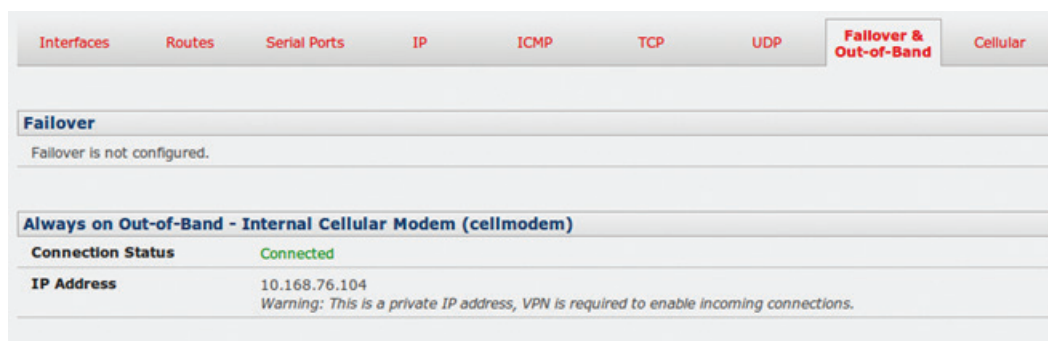 Interfaces Routes Serial Ports IP ICMP TCP UDP Failover & Out-of-Band Cellular
Failover
Failover is not configured.
Always on Out-of-Band - Internal Cellular Modem (cellmodem)
Connection Status Connected
IP Address 10.168.76.104
Warning: This is a private IP address, VPN is required to enable incoming connections.